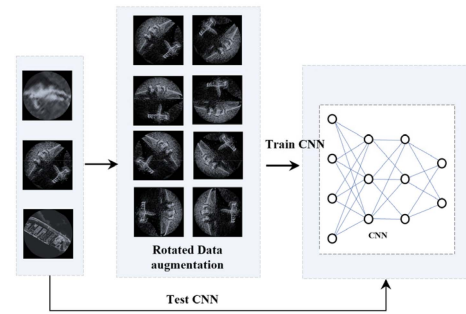 Train CNN
CNN
Rotated Data
augmentation
Test CNN